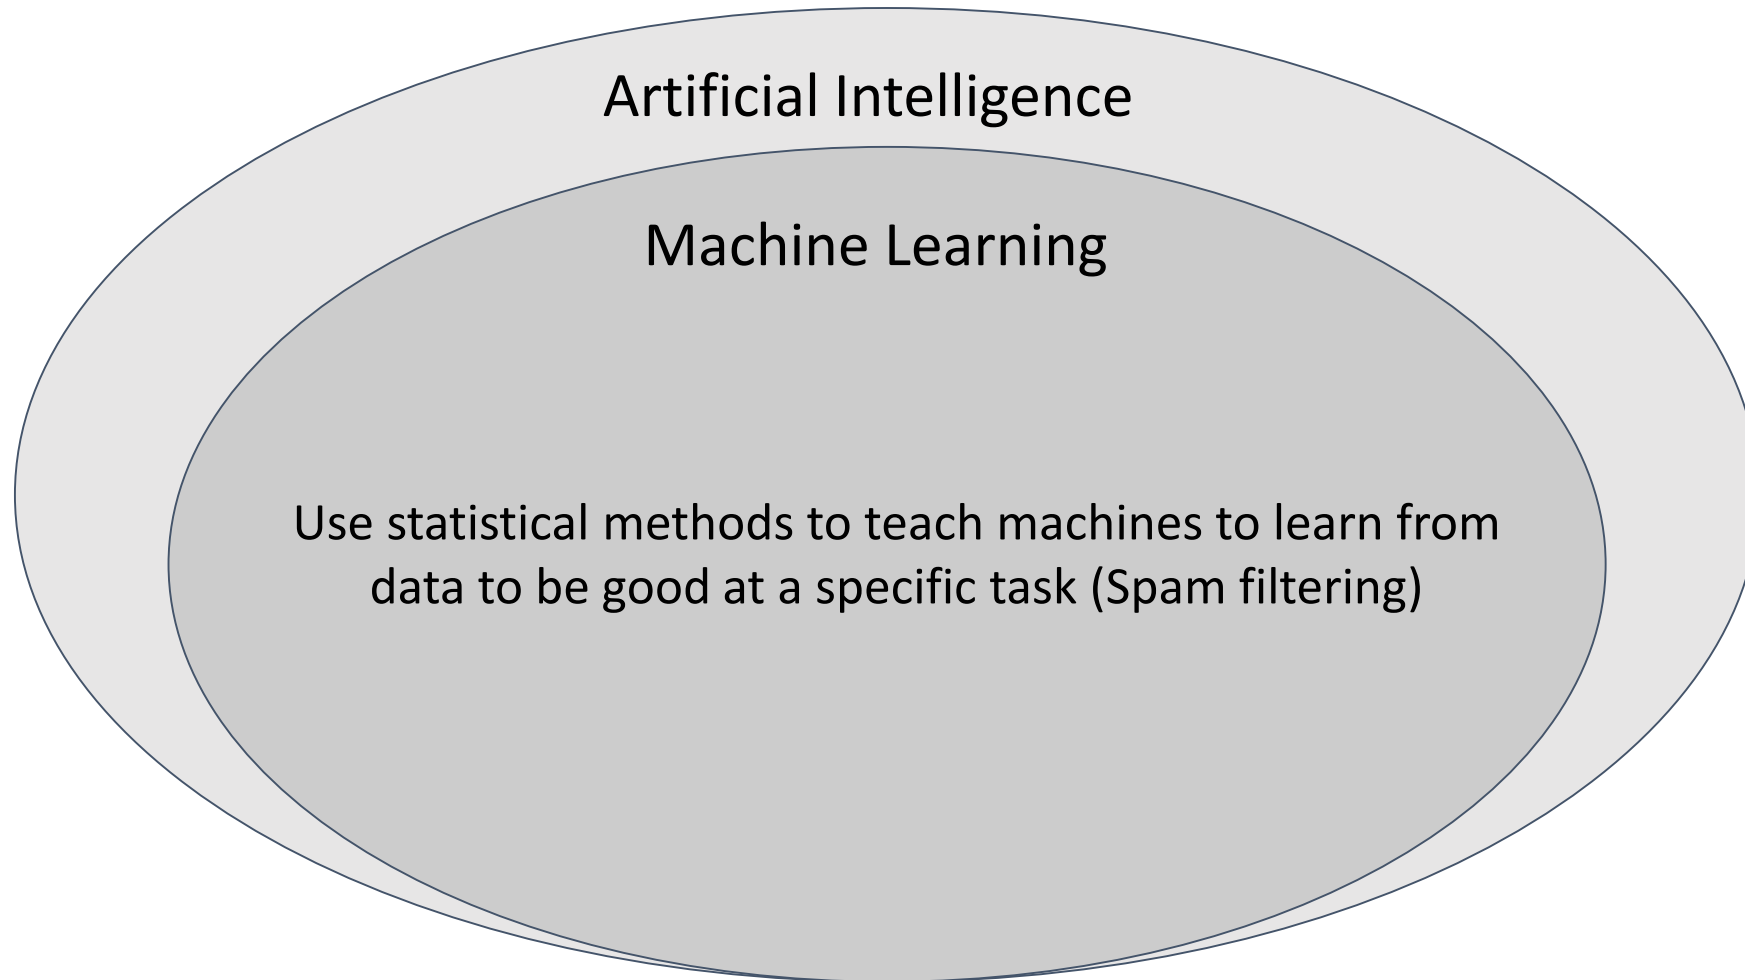 Artificial Intelligence
Machine Learning
Use statistical methods to teach machines to learn from
data to be good at a specific task (Spam filtering)